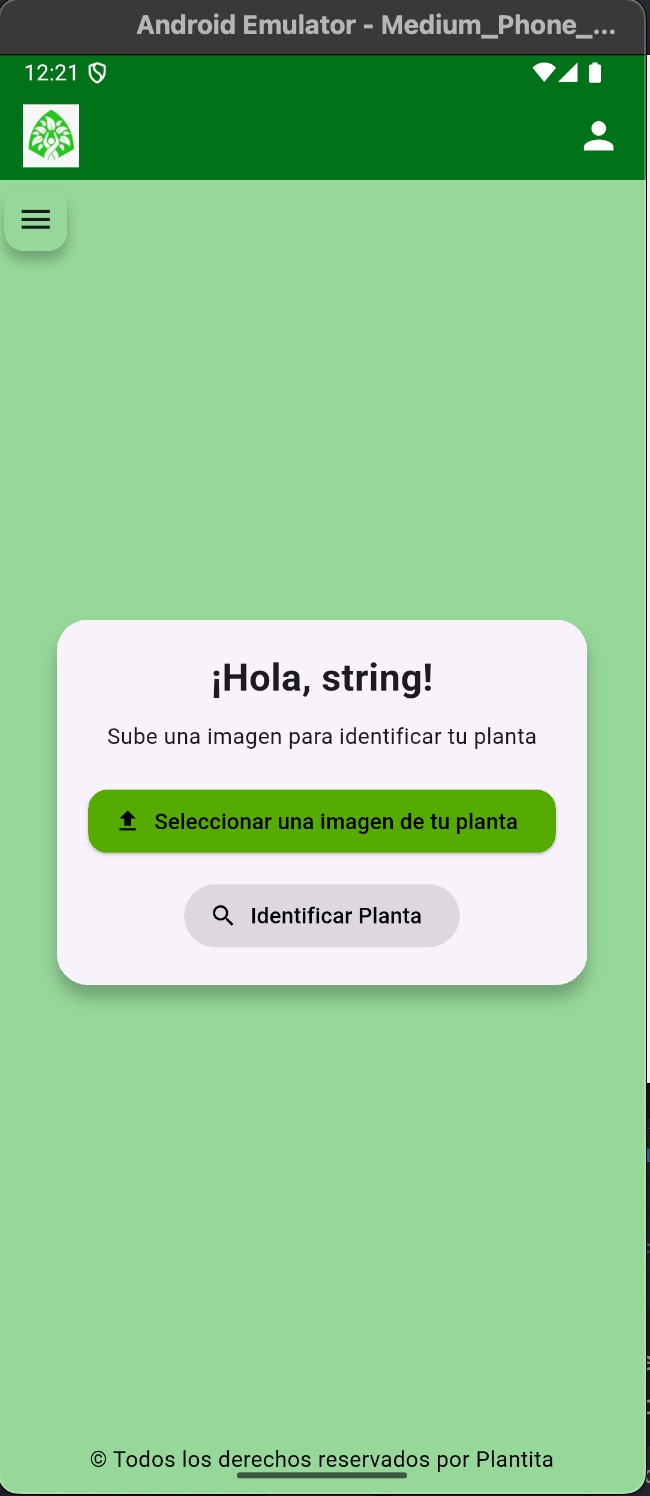 Android Emulator - Medium_Phone_...
12:21
¡Hola, string!
Sube una imagen para identificar tu planta
Seleccionar una imagen de tu planta
Identificar Planta
© Todos los derechos reservados por Plantita